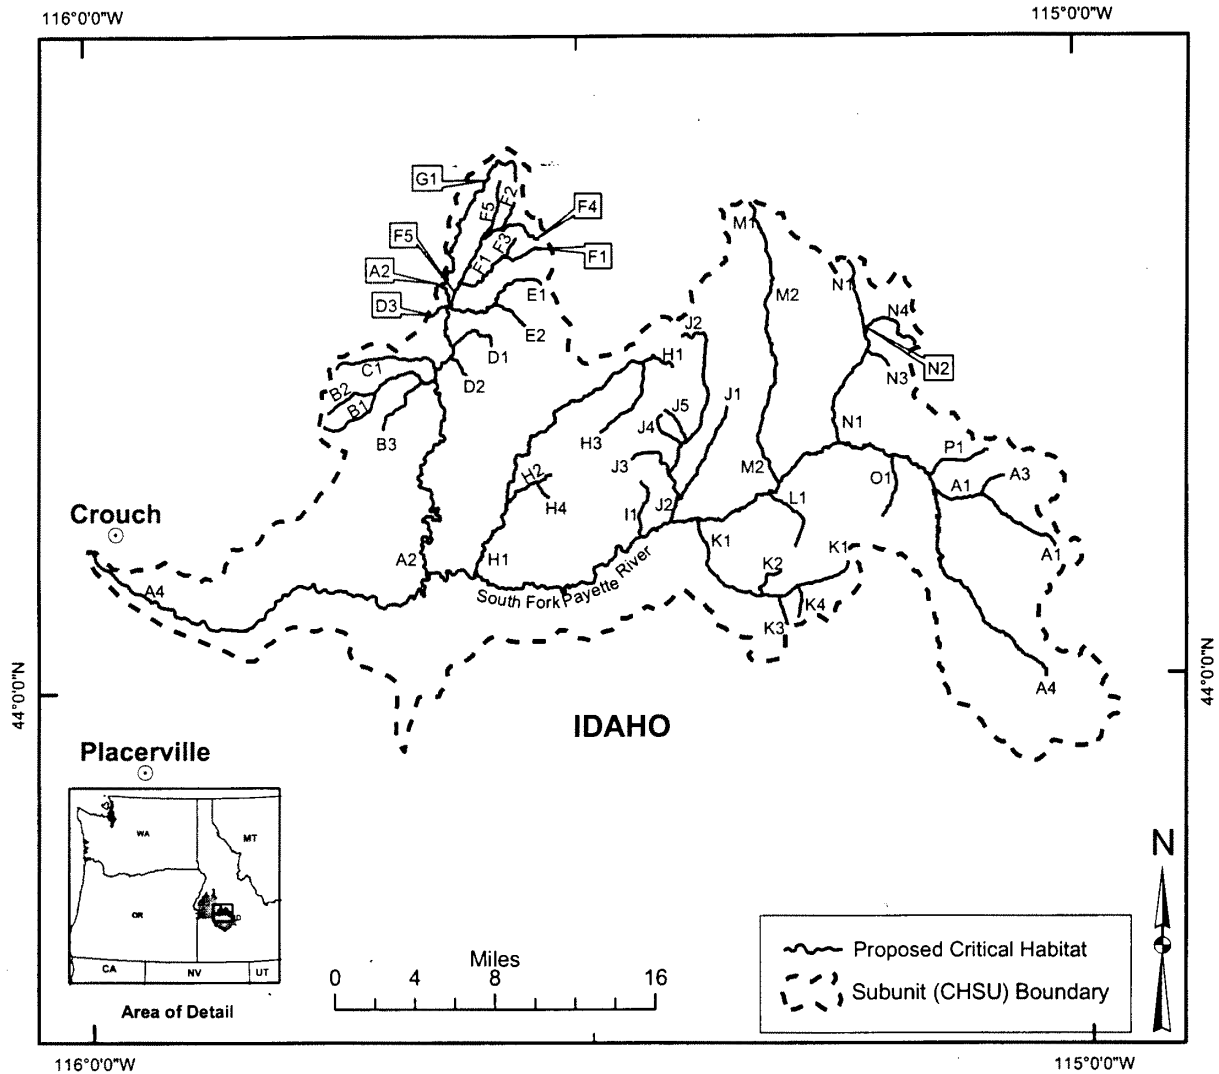 116°0'0"W
115°0'0"W
G1
F2
F5
F4
F5
F3
F1
F1
A2
E1
D3
E2
D1
C1
D2
B2
B1
B3
M1
M2
N1
N4
N2
N3
J2
H1
J1
J5
J4
H3
J3
N1
P1
M2
O1
A1
A3
H2
H4
L1
J2
I1
K1
K1
A1
Crouch
A2
H1
K2
A4
South Fork Payette River
K4
K3
A4
44°0'0"N
44°0'0"N
IDAHO
Placerville
WA
MT
OR
ID
CA
NV
UT
Area of Detail
Miles
0 4 8 16
N
Proposed Critical Habitat
Subunit (CHSU) Boundary
116°0'0"W
115°0'0"W